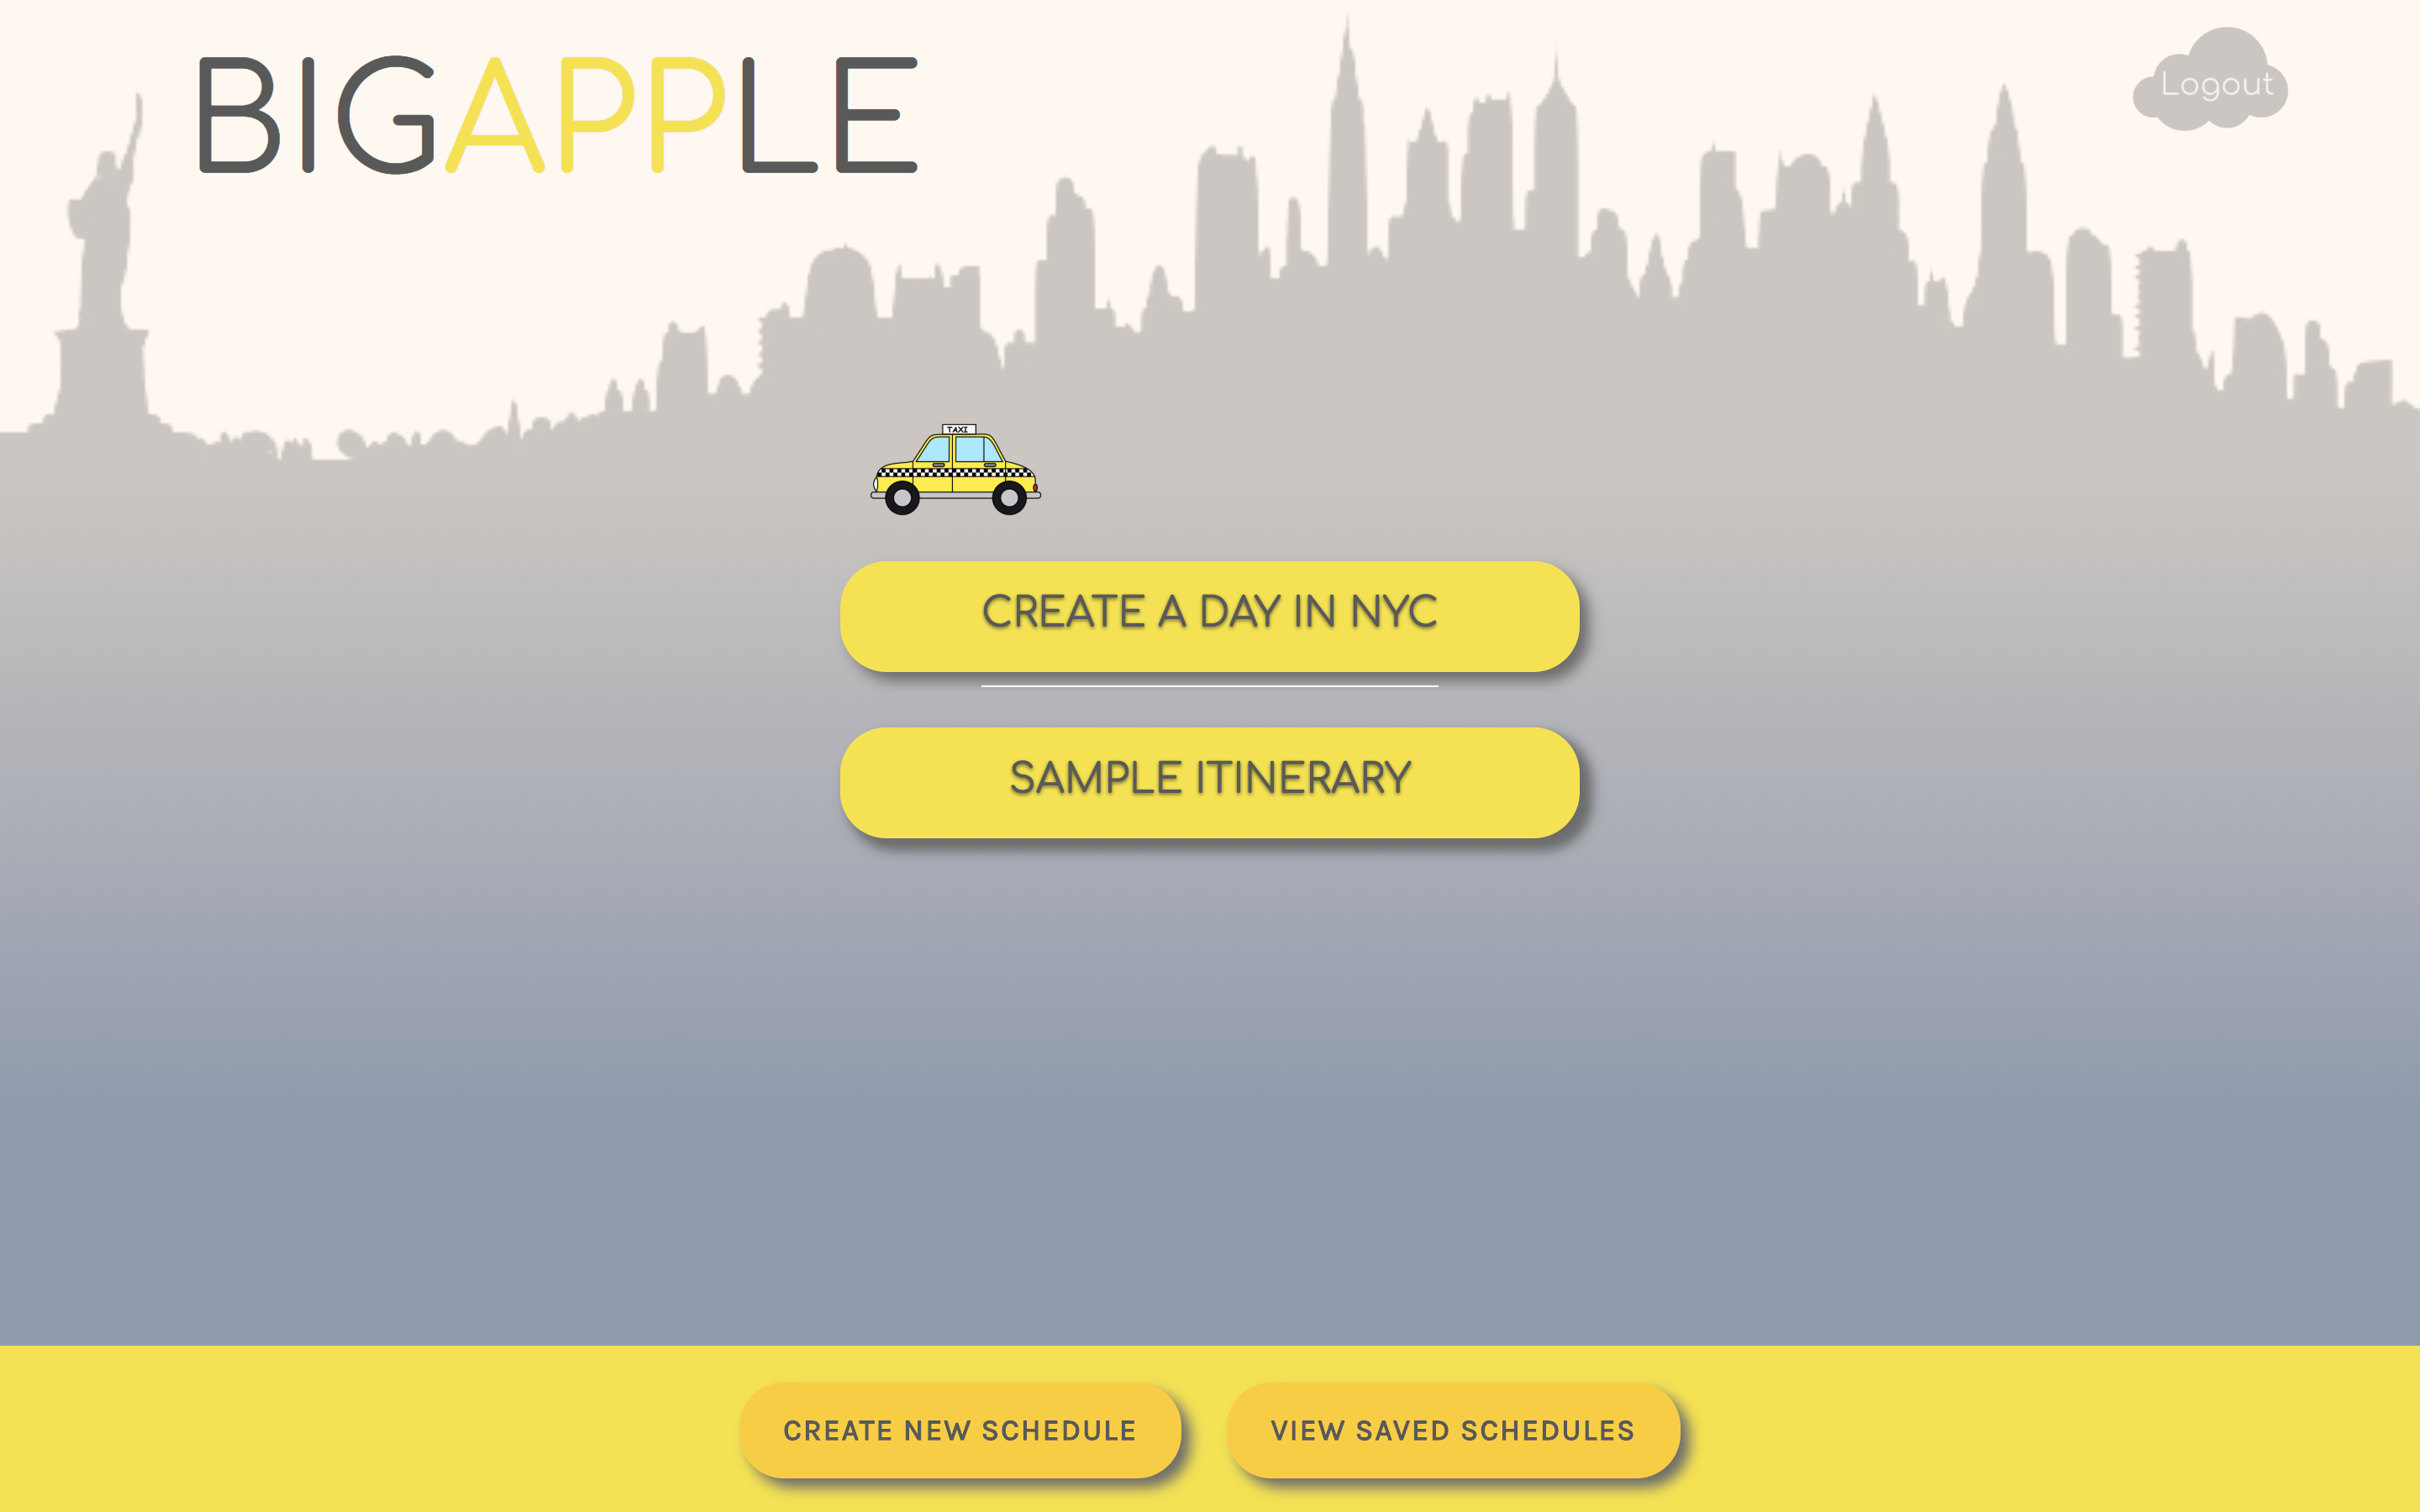 BIGAPPLE
Logout
TAXI
CREATE A DAY IN NYC
SAMPLE ITINERARY
CREATE NEW SCHEDULE
VIEW SAVED SCHEDULES